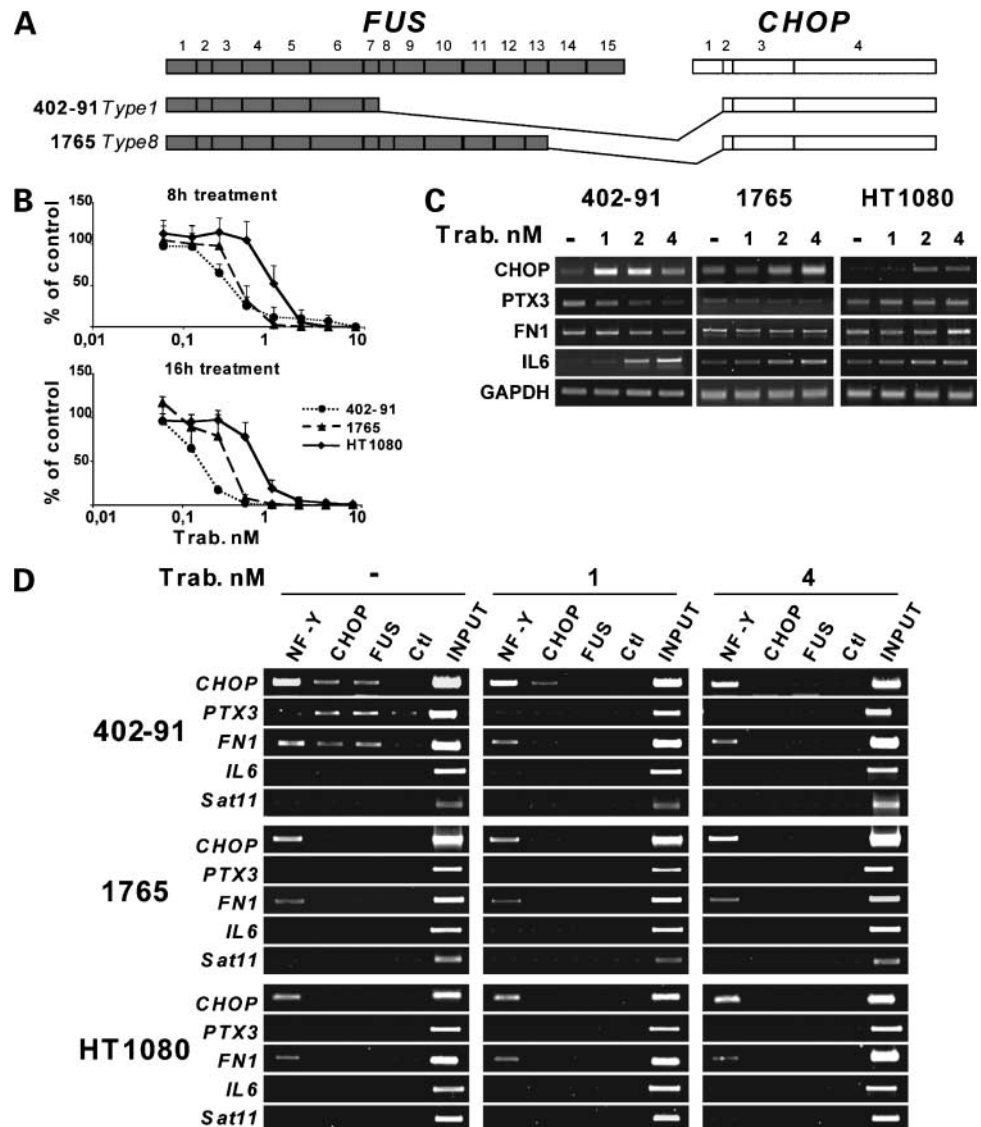 A
FUS CHOP
1 2 3 4 5 6 7 8 9 10 11 12 13 14 15 1 2 3 4
402-91 Type1
1765 Type8
B
8h treatment
% of control
150
100
50
0,01 0,1 1 10
16h treatment
% of control
150
100
50
402-91
1765
HT1080
0,01 0,1 1 10
Trab. nM
C
402-91 1765 HT1080
Trab. nM - 1 2 4 - 1 2 4 - 1 2 4
CHOP
PTX3
FN1
IL6
GAPDH
D
Trab. nM - 1 4
NF-Y CHOP FUS Ctl INPUT NF-Y CHOP FUS Ctl INPUT NF-Y CHOP FUS Ctl INPUT
402-91
CHOP
PTX3
FN1
IL6
Sat11
1765
CHOP
PTX3
FN1
IL6
Sat11
HT1080
CHOP
PTX3
FN1
IL6
Sat11